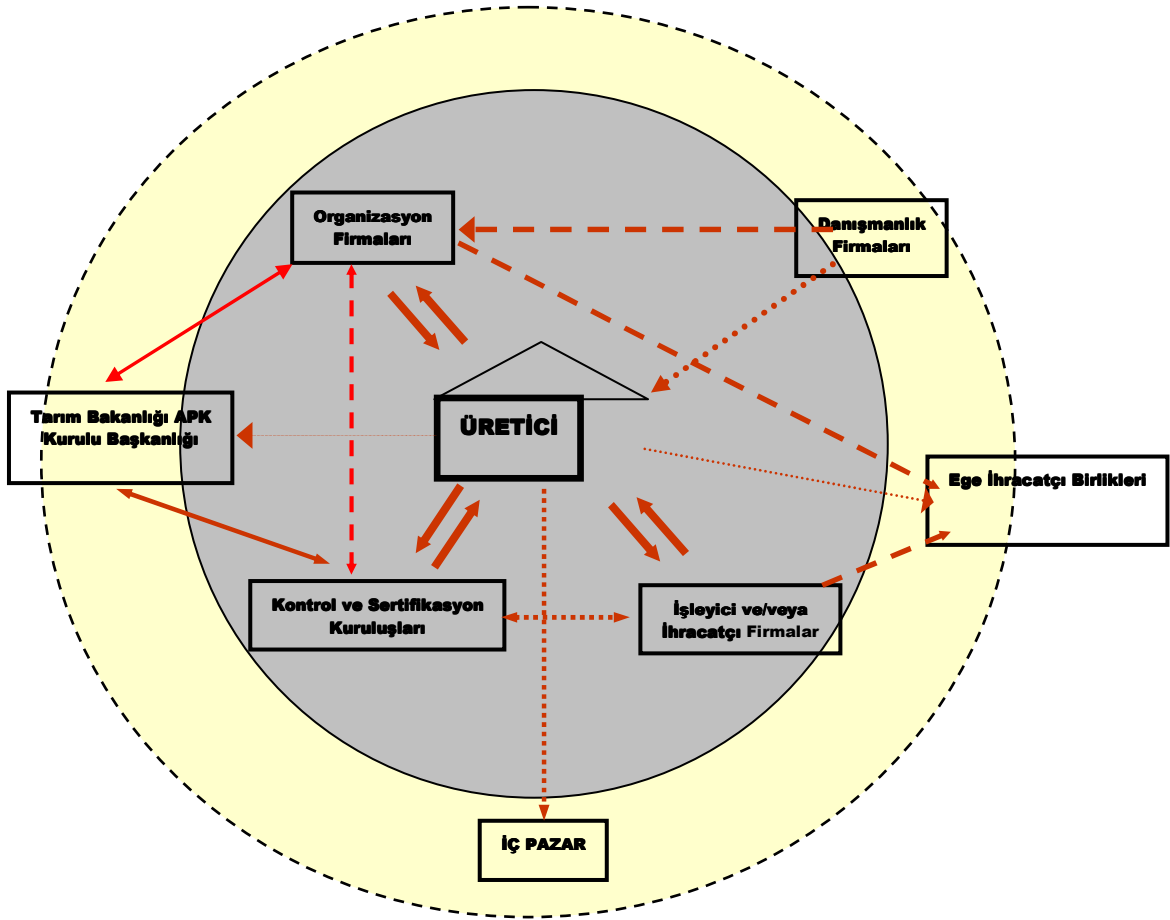 Organizasyon
Firmaları
Danışmanlık
Firmaları
Tarım Bakanlığı APK
Kurulu Başkanlığı
ÜRETİCİ
Ege İhracatçı Birlikleri
Kontrol ve Sertifikasyon
Kuruluşları
İşleyici ve/veya
İhracatçı Firmalar
İÇ PAZAR